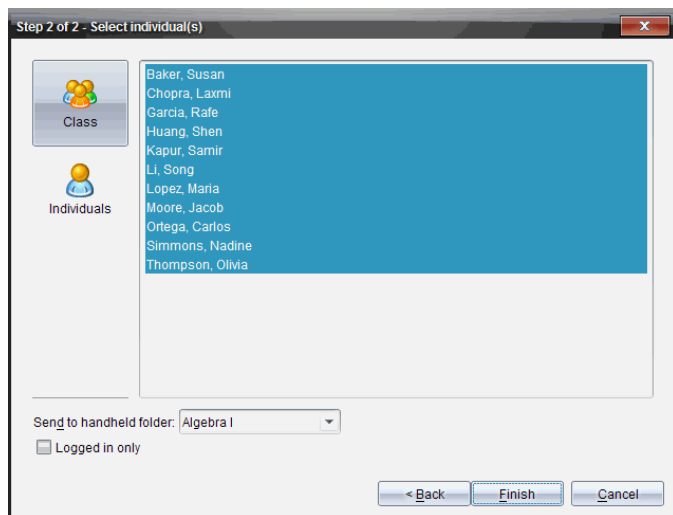 Step 2 of 2 - Select individual(s)
Class
Individuals
Baker, Susan
Chopra, Laxmi
Garcia, Rafe
Huang, Shen
Kapur, Samir
Li, Song
Lopez, Maria
Moore, Jacob
Ortega, Carlos
Simmons, Nadine
Thompson, Olivia
Send to handheld folder: Algebra I
Logged in only
< Back Finish Cancel